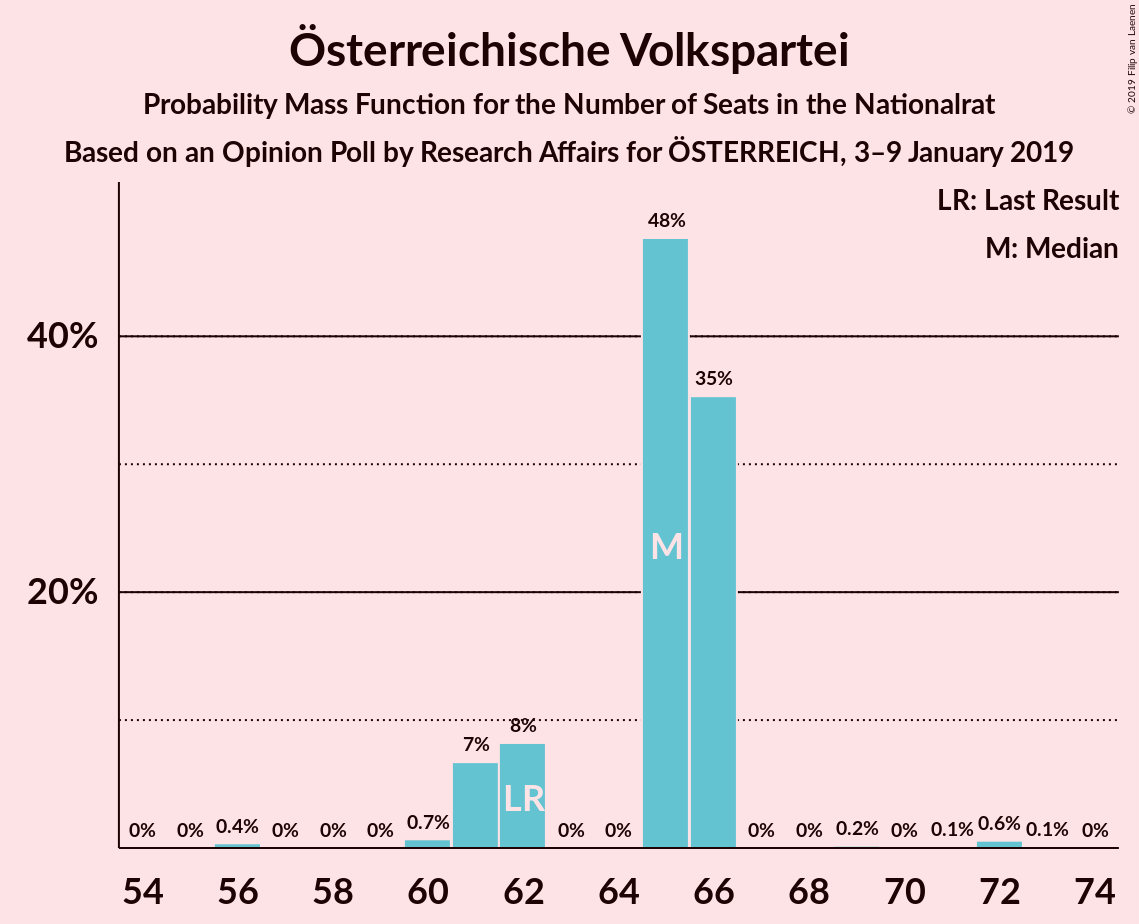 Österreichische Volkspartei
Probability Mass Function for the Number of Seats in the Nationalrat
Based on an Opinion Poll by Research Affairs for ÖSTERREICH, 3–9 January 2019
© 2019 Filip van Laenen
LR: Last Result
M: Median
40%
20%
0% 0% 0.4% 0% 0% 0% 0.7% 7% 8% 0% 0% 48% 35% 0% 0% 0.2% 0% 0.1% 0.6% 0.1% 0%
LR
M
54 56 58 60 62 64 66 68 70 72 74